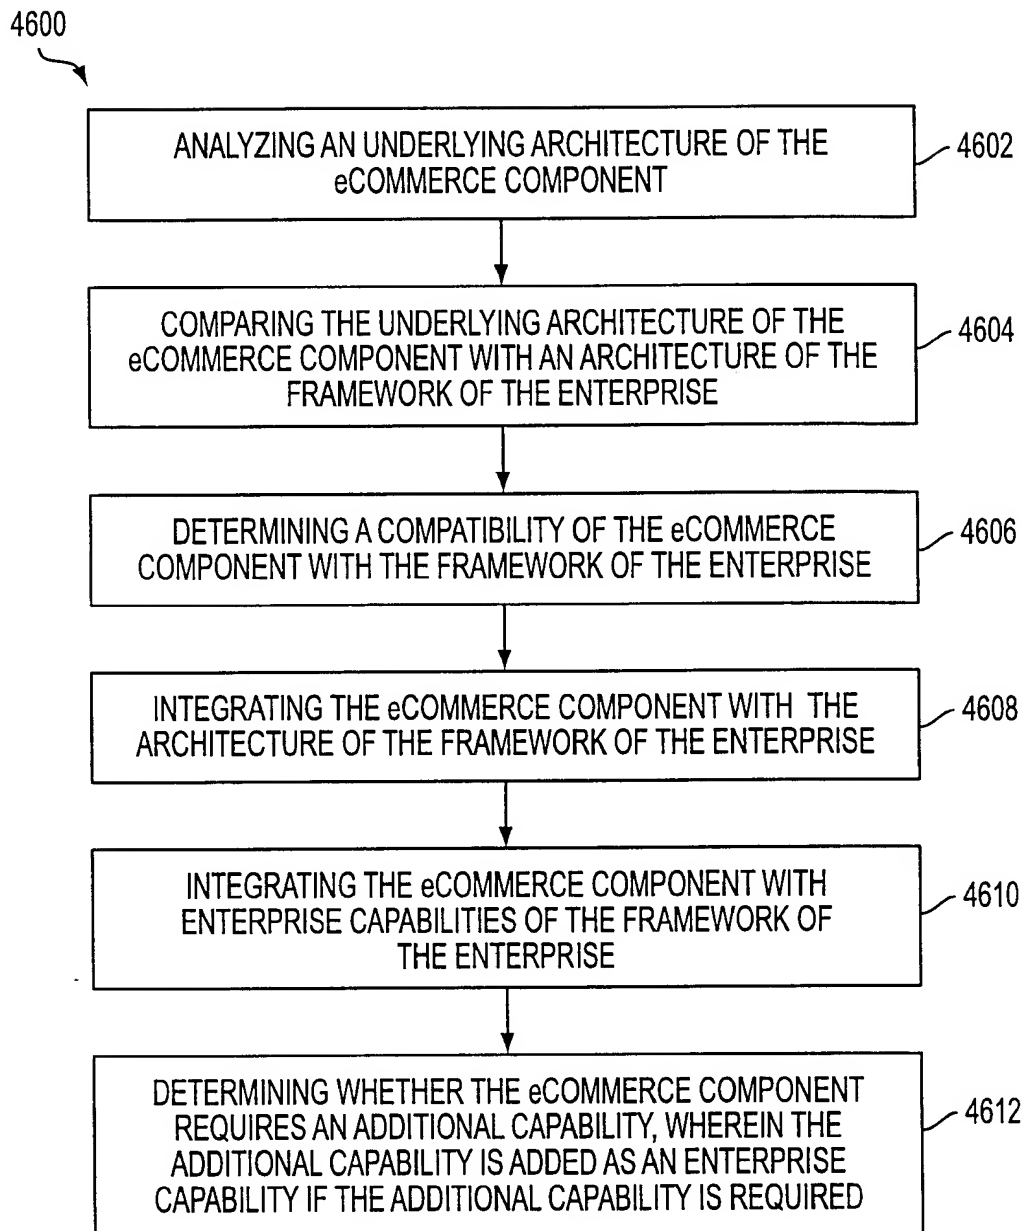 4600
ANALYZING AN UNDERLYING ARCHITECTURE OF THE
eCOMMERCE COMPONENT
4602
COMPARING THE UNDERLYING ARCHITECTURE OF THE
eCOMMERCE COMPONENT WITH AN ARCHITECTURE OF THE
FRAMEWORK OF THE ENTERPRISE
4604
DETERMINING A COMPATIBILITY OF THE eCOMMERCE
COMPONENT WITH THE FRAMEWORK OF THE ENTERPRISE
4606
INTEGRATING THE eCOMMERCE COMPONENT WITH THE
ARCHITECTURE OF THE FRAMEWORK OF THE ENTERPRISE
4608
INTEGRATING THE eCOMMERCE COMPONENT WITH
ENTERPRISE CAPABILITIES OF THE FRAMEWORK OF
THE ENTERPRISE
4610
DETERMINING WHETHER THE eCOMMERCE COMPONENT
REQUIRES AN ADDITIONAL CAPABILITY, WHEREIN THE
ADDITIONAL CAPABILITY IS ADDED AS AN ENTERPRISE
CAPABILITY IF THE ADDITIONAL CAPABILITY IS REQUIRED
4612